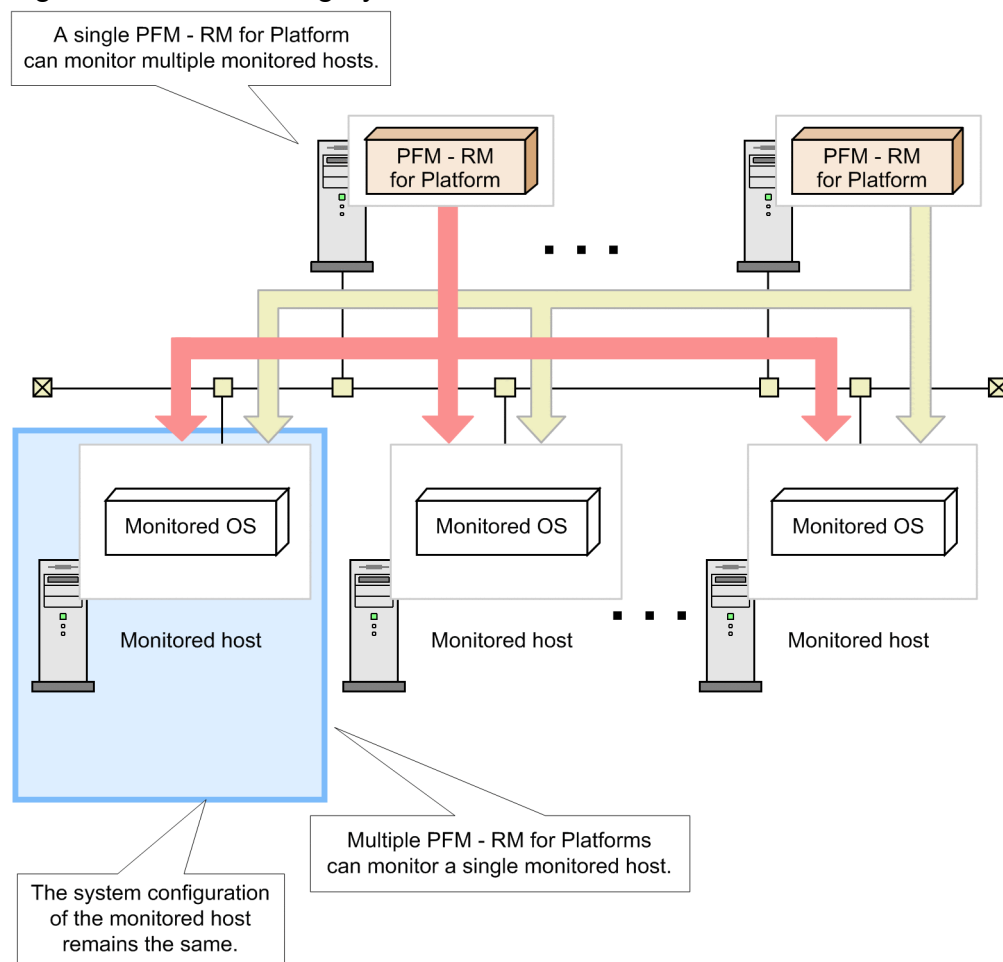 A single PFM - RM for Platform
can monitor multiple monitored hosts.
PFM - RM
for Platform
PFM - RM
for Platform
Monitored OS
Monitored OS
Monitored OS
Monitored host
Monitored host
Monitored host
Multiple PFM - RM for Platforms
can monitor a single monitored host.
The system configuration
of the monitored host
remains the same.